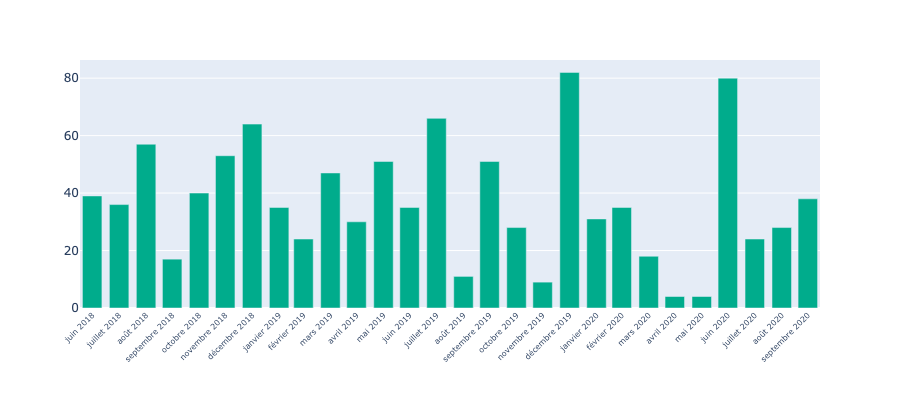 80
60
40
20
0
juin 2018
juillet 2018
août 2018
septembre 2018
octobre 2018
novembre 2018
décembre 2018
janvier 2019
février 2019
mars 2019
avril 2019
mai 2019
juin 2019
juillet 2019
août 2019
septembre 2019
octobre 2019
novembre 2019
décembre 2019
janvier 2020
février 2020
mars 2020
avril 2020
mai 2020
juin 2020
juillet 2020
août 2020
septembre 2020